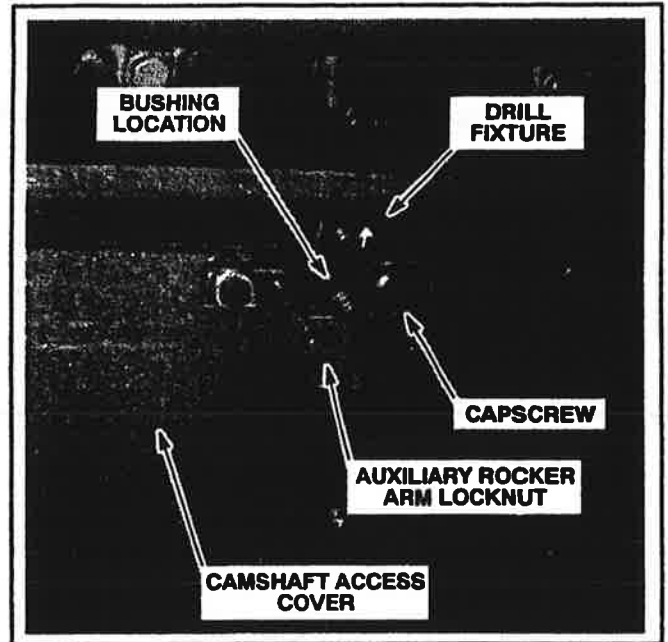 BUSHING
LOCATION
DRILL
FIXTURE
CAPSCREW
AUXILIARY ROCKER
ARM LOCKNUT
CAMSHAFT ACCESS
COVER